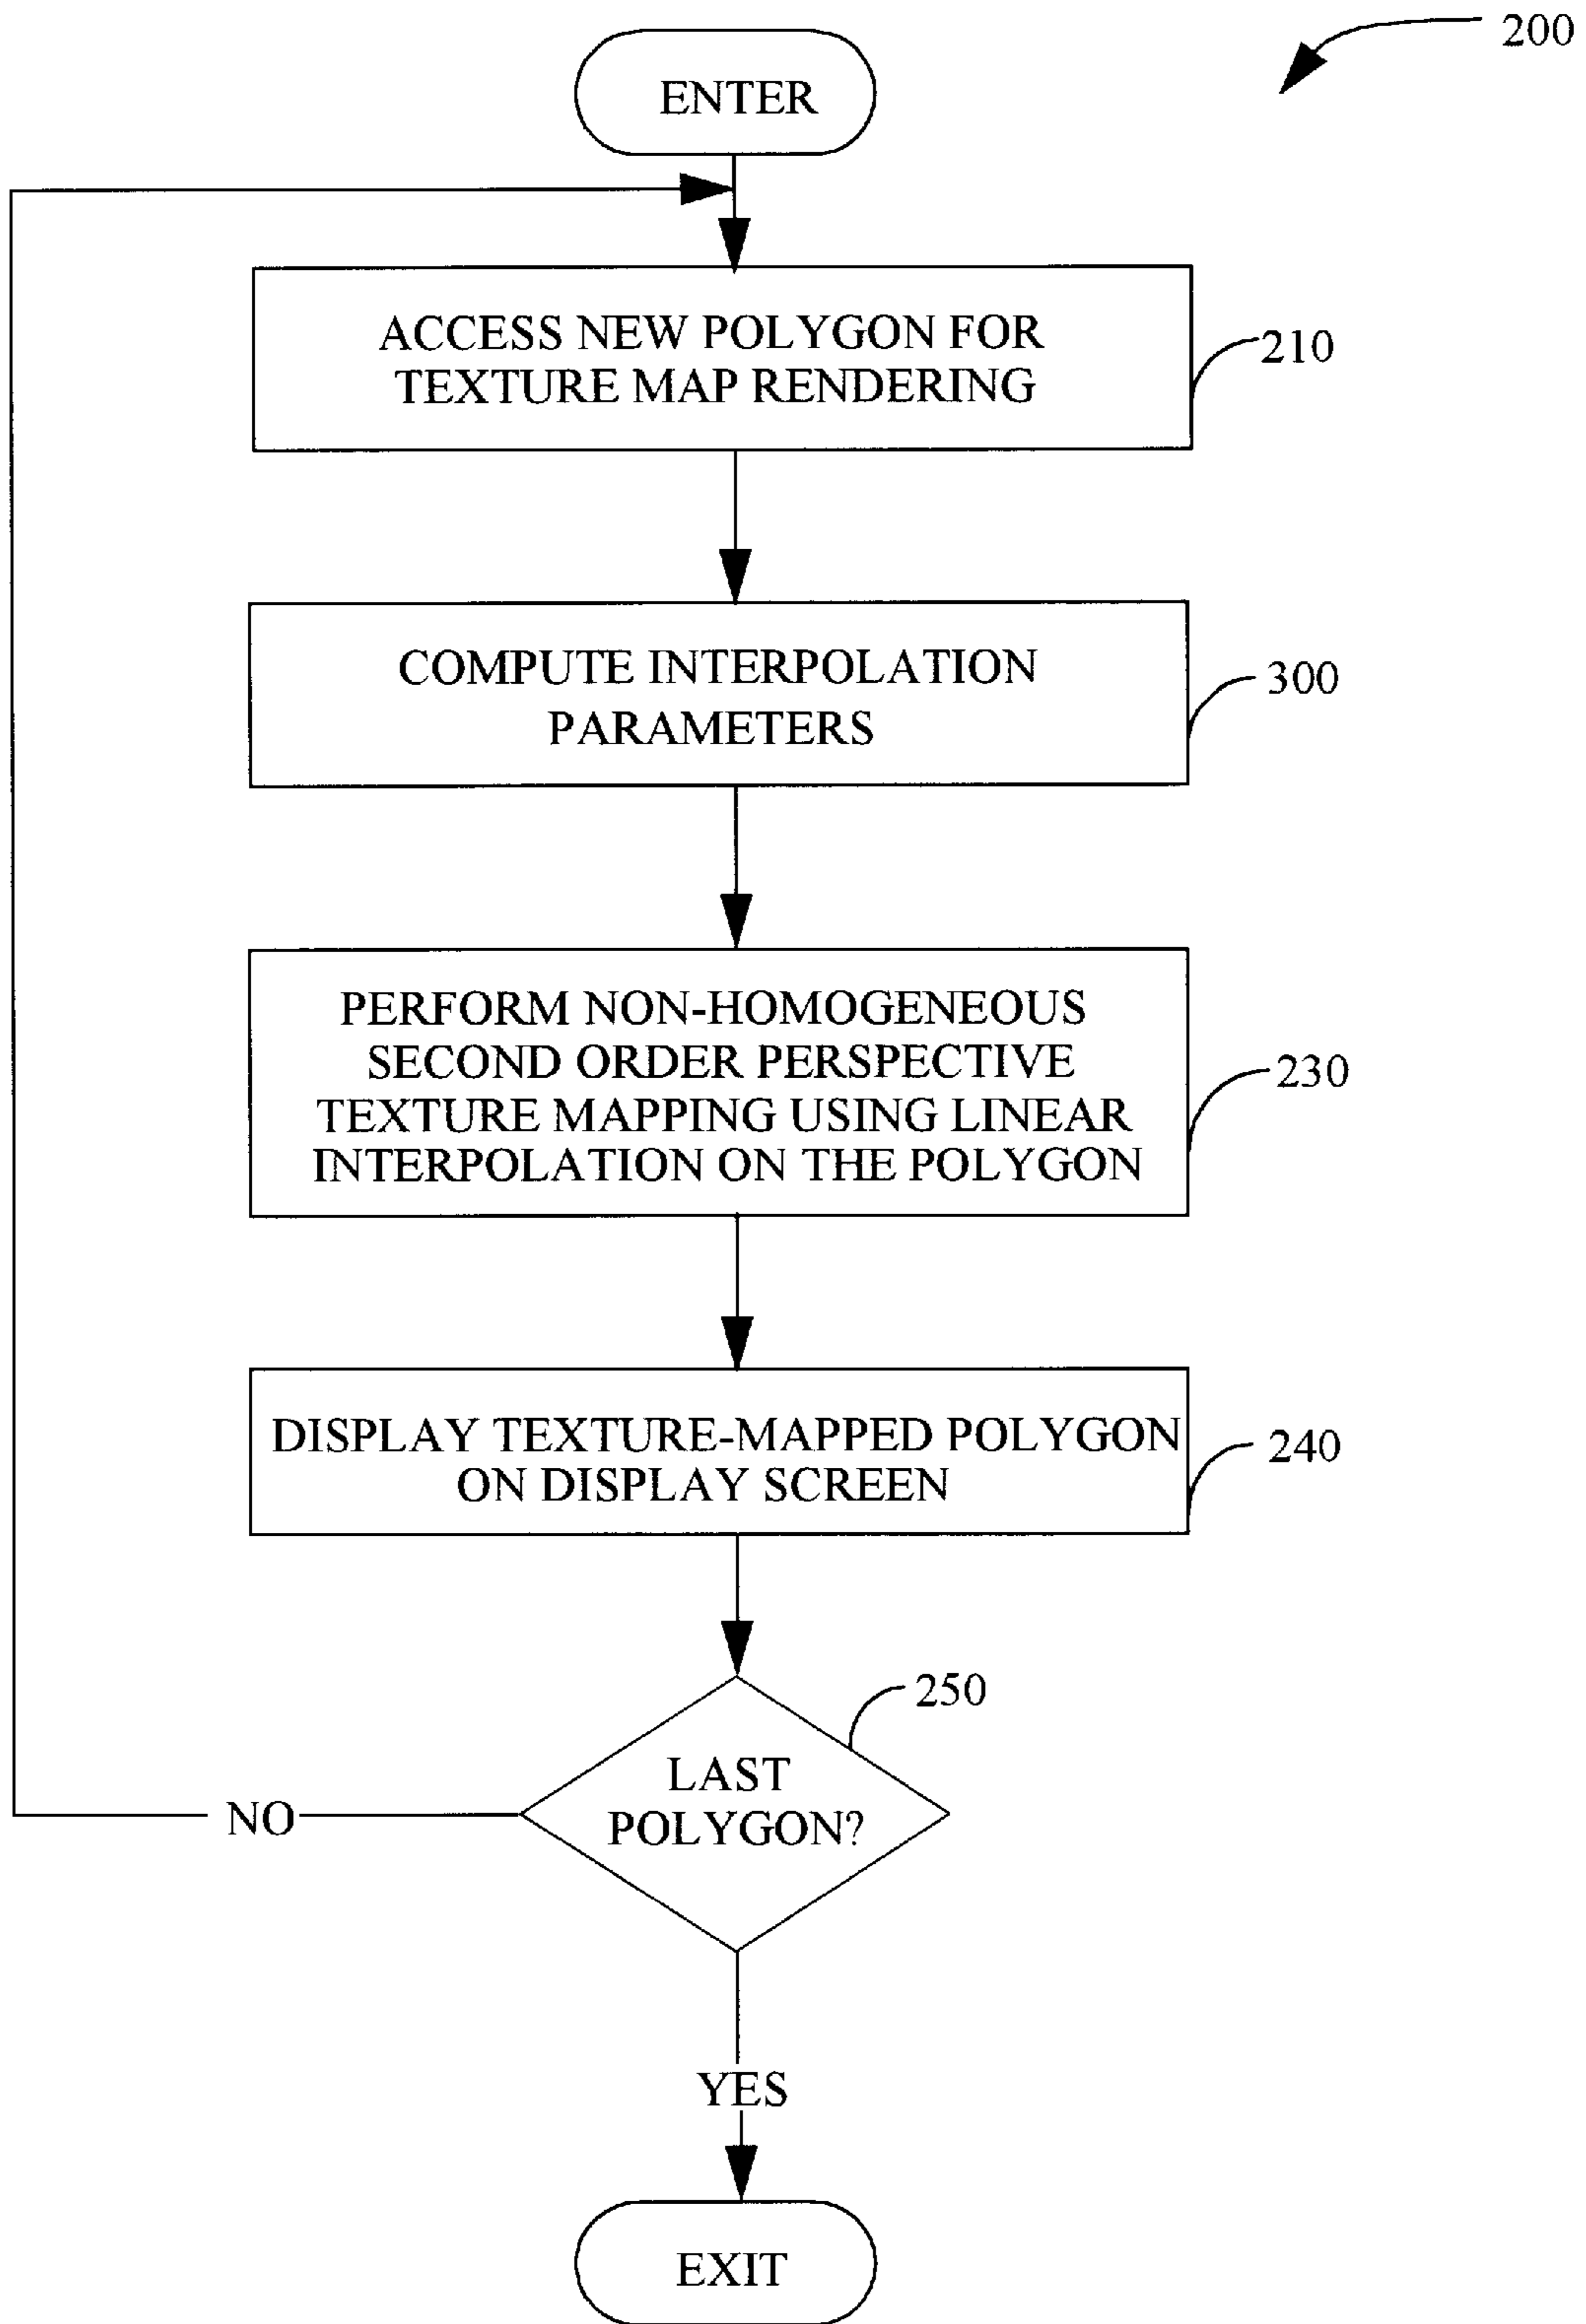 200
ENTER
ACCESS NEW POLYGON FOR
TEXTURE MAP RENDERING
210
COMPUTE INTERPOLATION
PARAMETERS
300
PERFORM NON-HOMOGENEOUS
SECOND ORDER PERSPECTIVE
TEXTURE MAPPING USING LINEAR
INTERPOLATION ON THE POLYGON
230
DISPLAY TEXTURE-MAPPED POLYGON
ON DISPLAY SCREEN
240
250
LAST
POLYGON?
NO
YES
EXIT